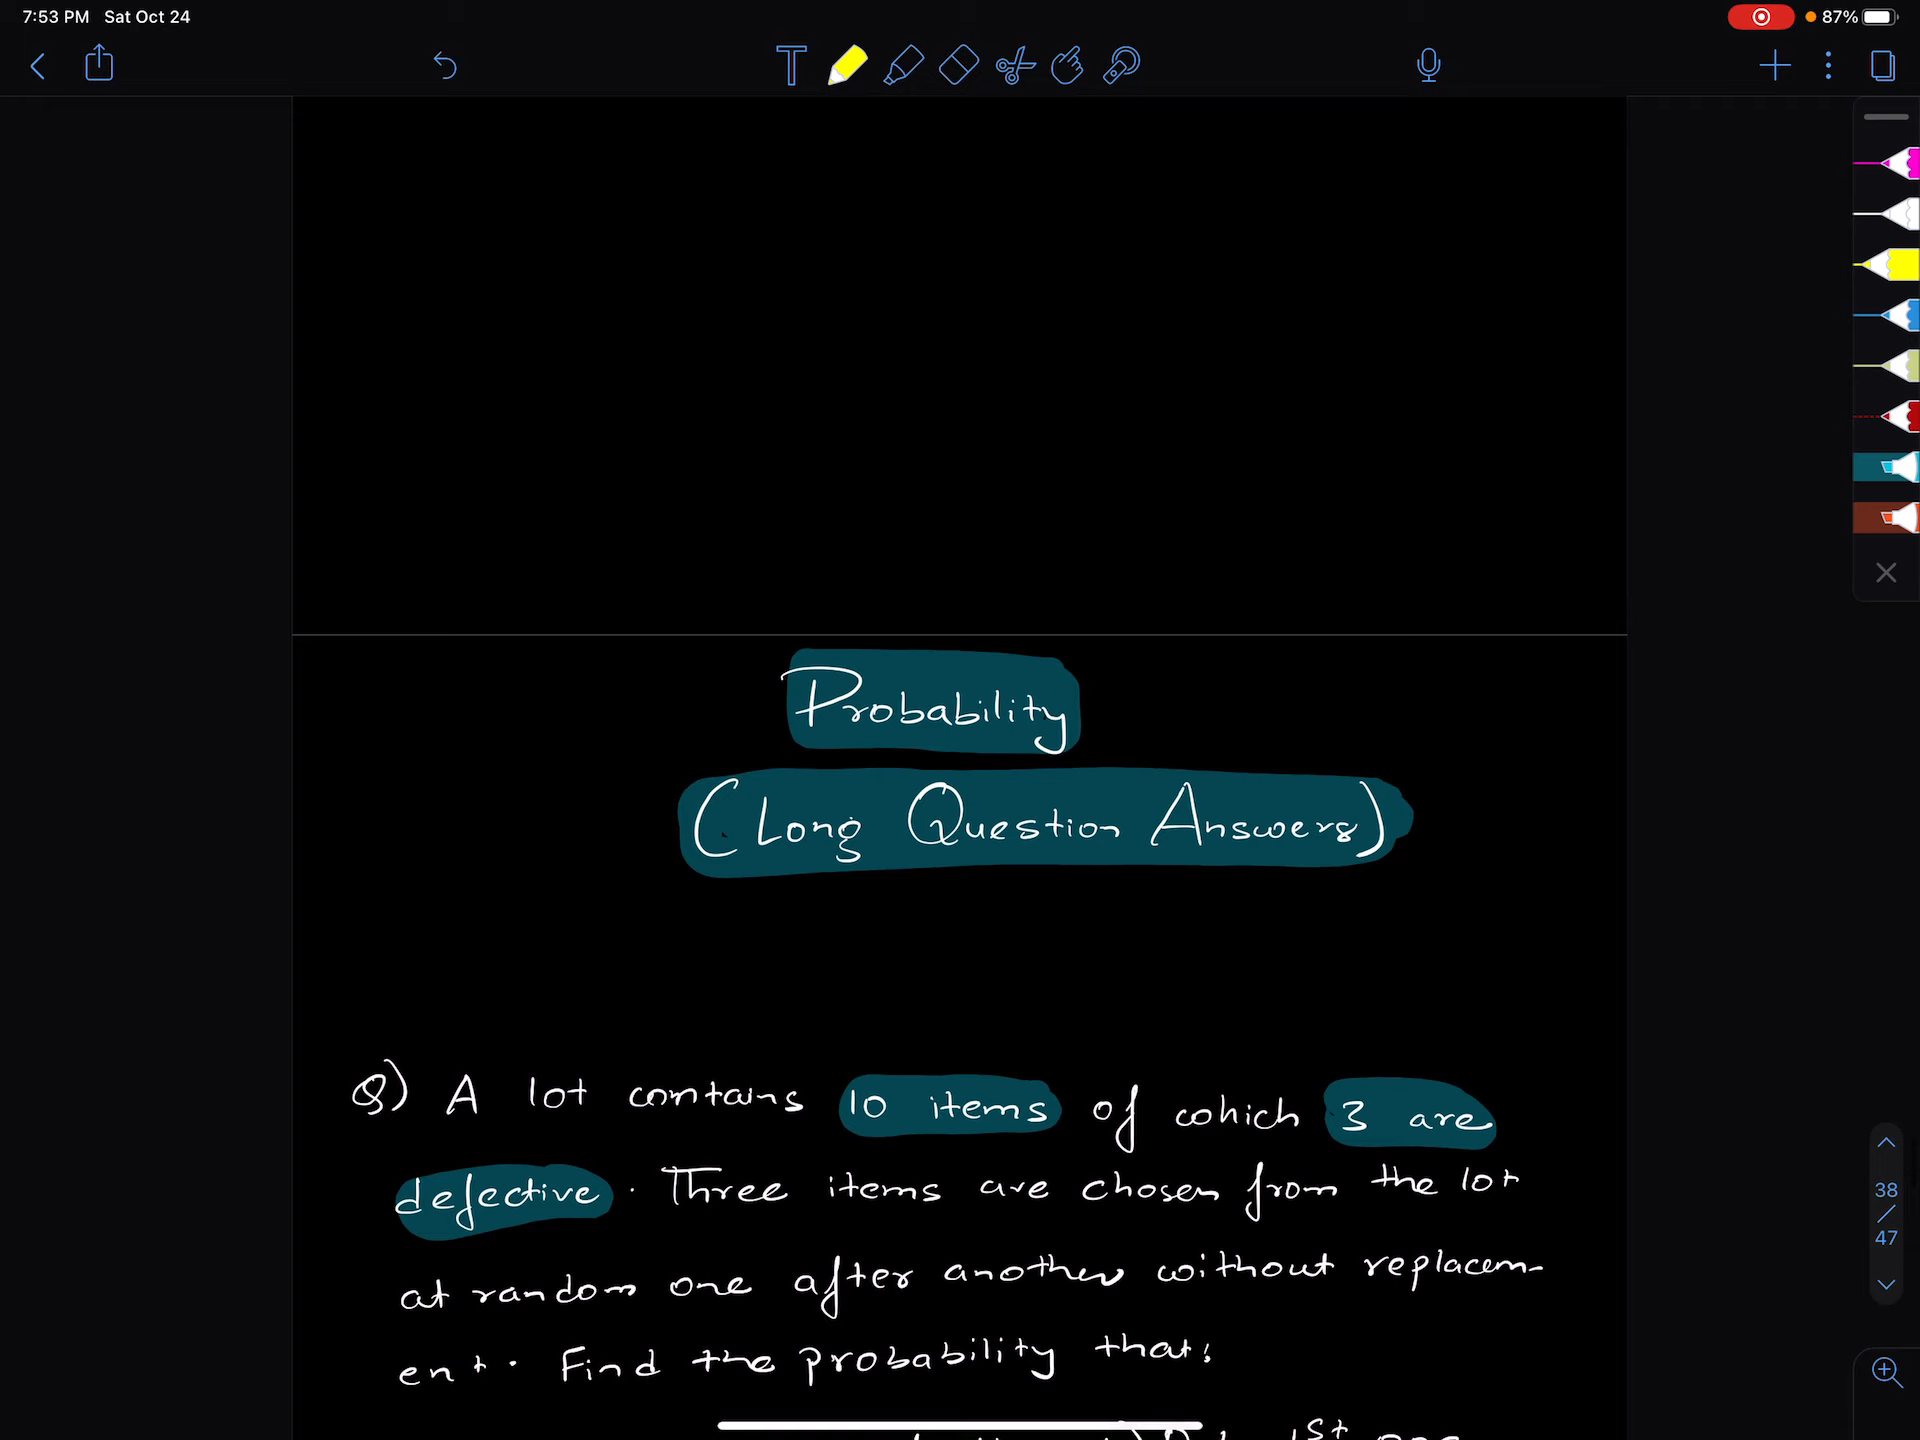 7:53 PM Sat Oct 24
87%
Probability
(Long Question Answers)
Q) A lot contains 10 items of which 3 are
defective. Three items are chosen from the lot
at random one after another without replacem-
ent. Find the probability that:
1st one
38
/
47